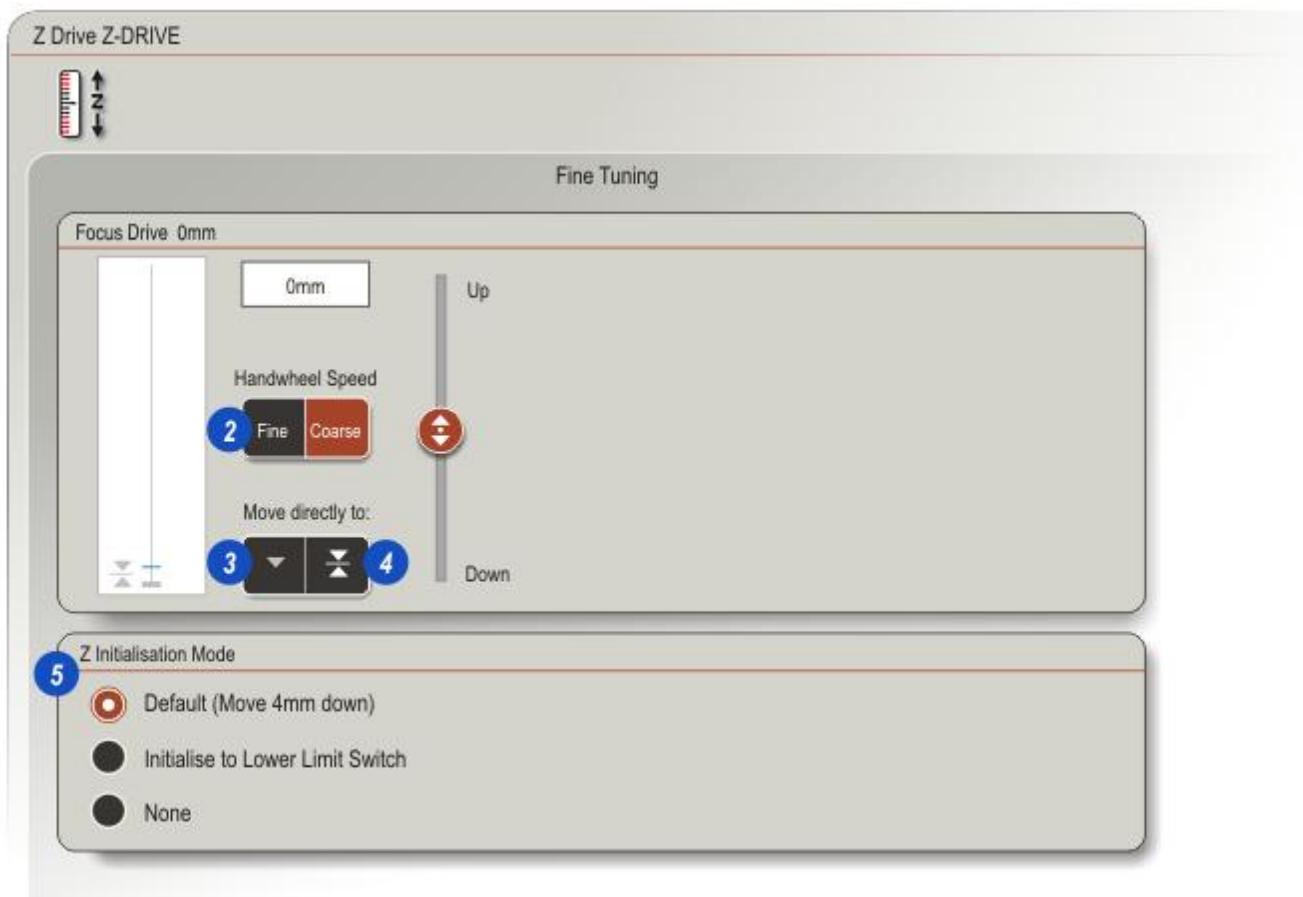 Z Drive Z-DRIVE
Z
Fine Tuning
Focus Drive 0mm
0mm
Up
Handwheel Speed
2 Fine Coarse
Move directly to:
3 4
Down
5 Z Initialisation Mode
Default (Move 4mm down)
Initialise to Lower Limit Switch
None